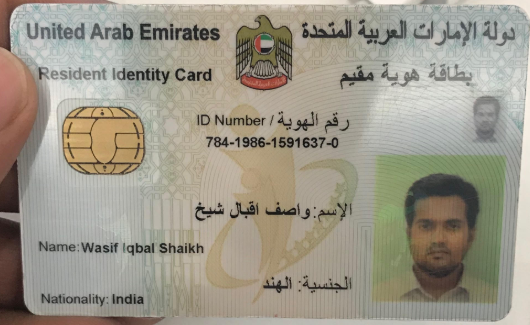 United Arab Emirates
دولة الإمارات العربية المتحدة
Resident Identity Card
بطاقة هوية مقيم
ID Number / رقم الهوية
784-1986-1591637-0
الإسم: واصف اقبال شيخ
Name: Wasif Iqbal Shaikh
الجنسية: الهند
Nationality: India